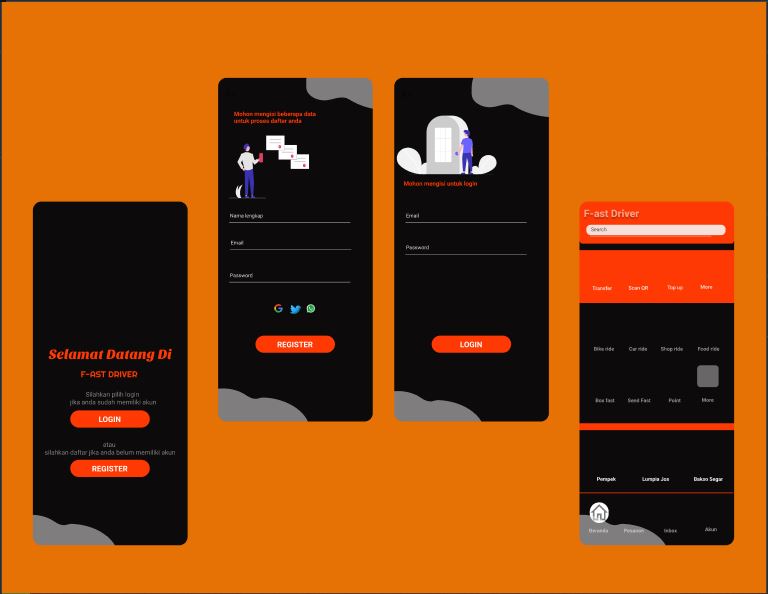 Selamat Datang Di
F-AST DRIVER
Silahkan pilih login
jika anda sudah memiliki akun
LOGIN
atau
silahkan daftar jika anda belum memiliki akun
REGISTER
Mohon mengisi beberapa data
untuk proses daftar anda
Nama lengkap
Email
Password
REGISTER
Mohon mengisi untuk login
Email
Password
LOGIN
F-ast Driver
Search
Transfer Scan QR Top up More
Bike ride Car ride Shop ride Food ride
Box fast Send Fast Point More
Pempek Lumpia Jos Bakso Segar
Beranda Pesanan Inbox Akun